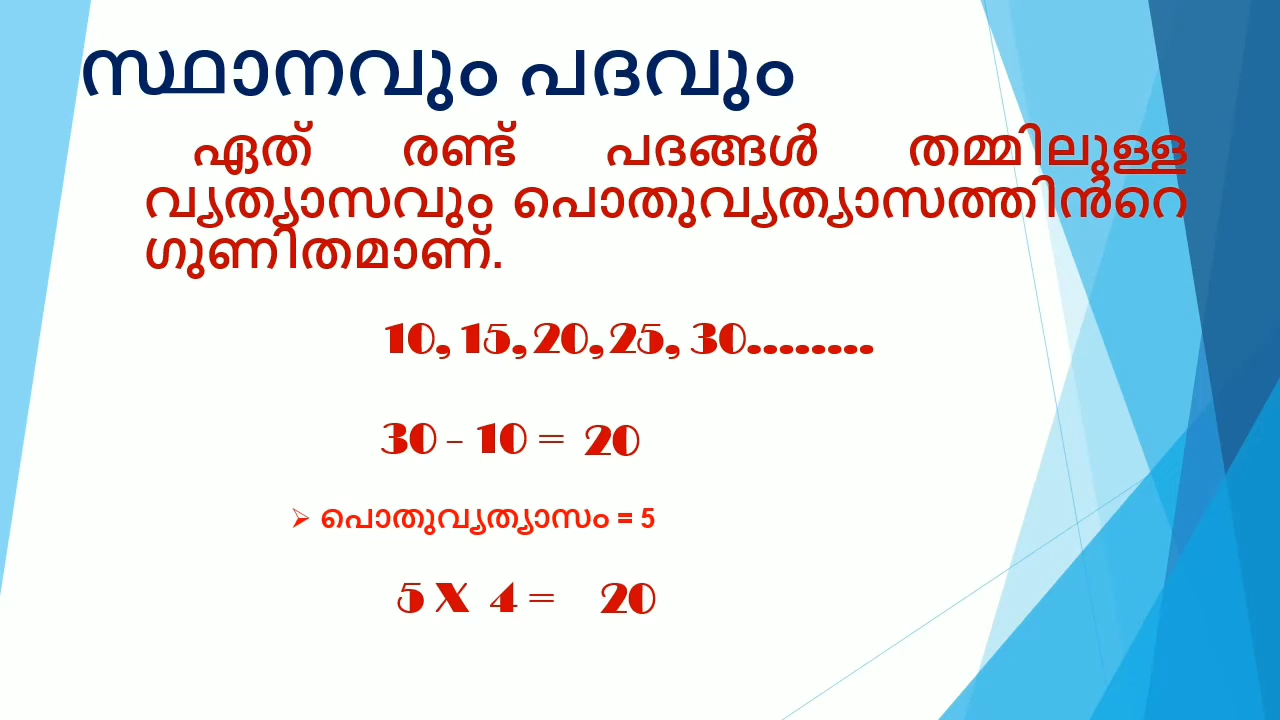 സ്ഥാനവും പദവും
ഏത് രണ്ട് പദങ്ങൾ തമ്മിലുള്ള
വ്യത്യാസവും പൊതുവ്യത്യാസത്തിൻറെ
ഗുണിതമാണ്.
10, 15, 20, 25, 30........
30 – 10 = 20
➢ പൊതുവ്യത്യാസം = 5
5 X 4 = 20